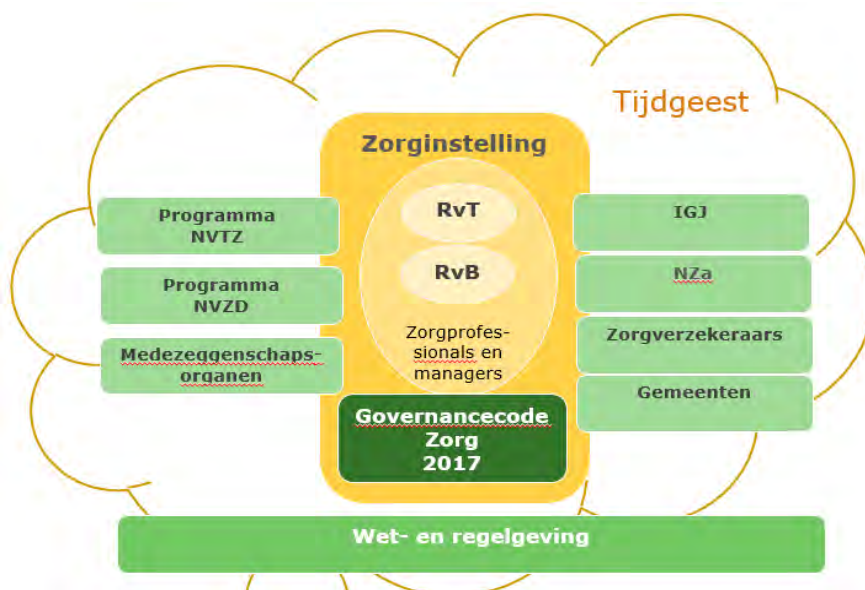 Tijdgeest
Zorginstelling
Programma
NVTZ
Programma
NVZD
Medezeggenschaps-
organen
RvT
RvB
Zorgprofes-
sionals en
managers
Governancecode
Zorg
2017
IGJ
NZa
Zorgverzekeraars
Gemeenten
Wet- en regelgeving